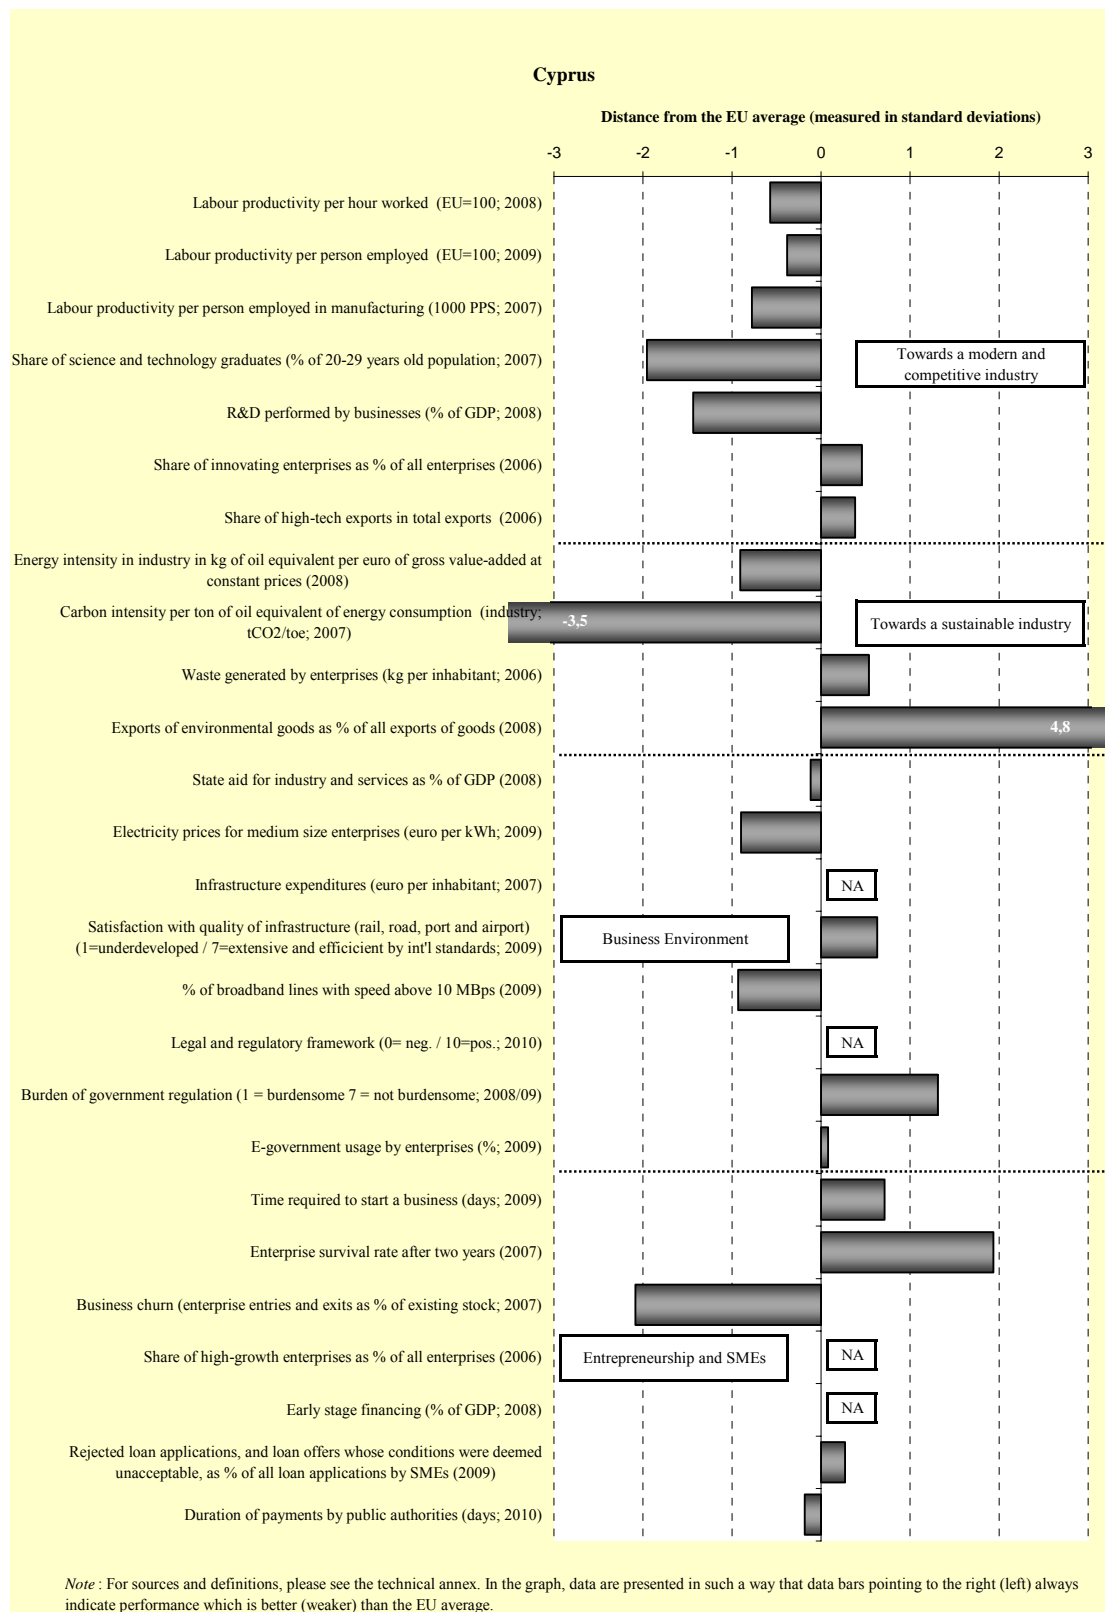 Cyprus
Distance from the EU average (measured in standard deviations)
-3 -2 -1 0 1 2 3
Labour productivity per hour worked (EU=100; 2008)
Labour productivity per person employed (EU=100; 2009)
Labour productivity per person employed in manufacturing (1000 PPS; 2007)
Share of science and technology graduates (% of 20-29 years old population; 2007)
Towards a modern and
competitive industry
R&D performed by businesses (% of GDP; 2008)
Share of innovating enterprises as % of all enterprises (2006)
Share of high-tech exports in total exports (2006)
Energy intensity in industry in kg of oil equivalent per euro of gross value-added at
constant prices (2008)
Carbon intensity per ton of oil equivalent of energy consumption (industry;
tCO2/toe; 2007)
-3,5
Towards a sustainable industry
Waste generated by enterprises (kg per inhabitant; 2006)
Exports of environmental goods as % of all exports of goods (2008)
4,8
State aid for industry and services as % of GDP (2008)
Electricity prices for medium size enterprises (euro per kWh; 2009)
Infrastructure expenditures (euro per inhabitant; 2007)
NA
Satisfaction with quality of infrastructure (rail, road, port and airport)
(1=underdeveloped / 7=extensive and efficicient by int'l standards; 2009)
Business Environment
% of broadband lines with speed above 10 MBps (2009)
Legal and regulatory framework (0= neg. / 10=pos.; 2010)
NA
Burden of government regulation (1 = burdensome 7 = not burdensome; 2008/09)
E-government usage by enterprises (%; 2009)
Time required to start a business (days; 2009)
Enterprise survival rate after two years (2007)
Business churn (enterprise entries and exits as % of existing stock; 2007)
Share of high-growth enterprises as % of all enterprises (2006)
Entrepreneurship and SMEs
NA
Early stage financing (% of GDP; 2008)
NA
Rejected loan applications, and loan offers whose conditions were deemed
unacceptable, as % of all loan applications by SMEs (2009)
Duration of payments by public authorities (days; 2010)
Note : For sources and definitions, please see the technical annex. In the graph, data are presented in such a way that data bars pointing to the right (left) always
indicate performance which is better (weaker) than the EU average.